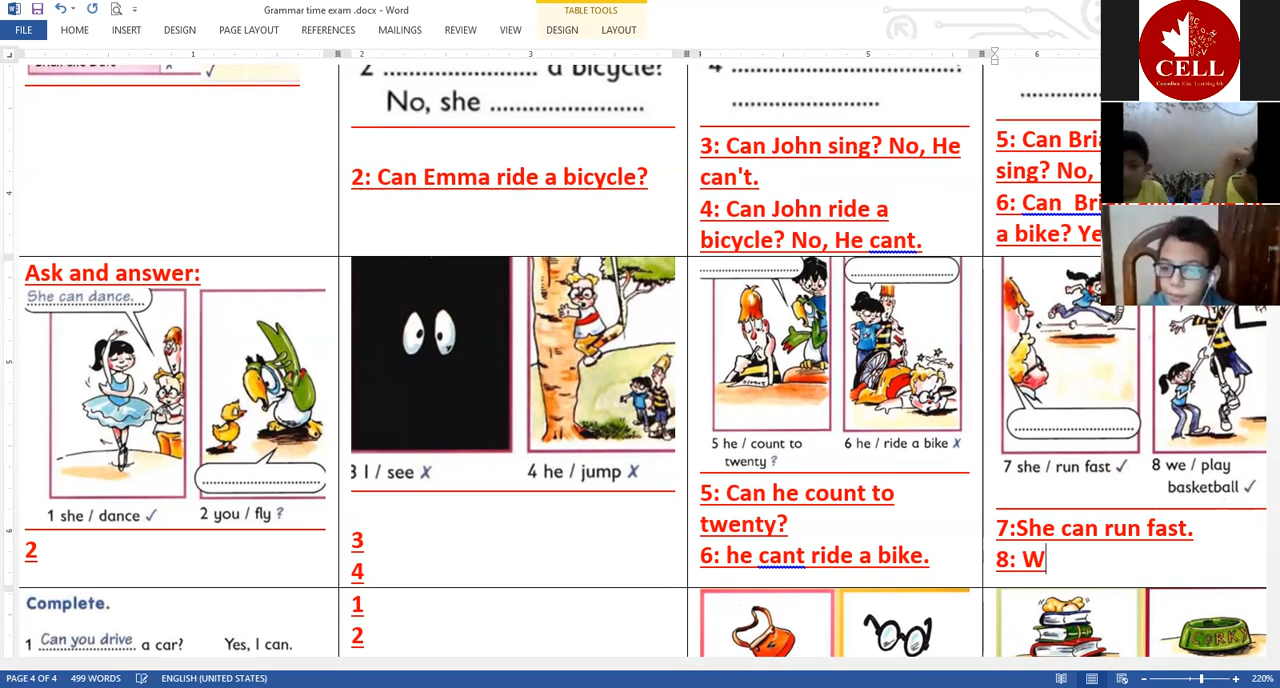 Grammar time exam .docx - Word
TABLE TOOLS
FILE HOME INSERT DESIGN PAGE LAYOUT REFERENCES MAILINGS REVIEW VIEW DESIGN LAYOUT
CELL
2 ........................ a bicycle?
No, she ........................
4 ....................................?
........................
2: Can Emma ride a bicycle?
3: Can John sing? No, He
can't.
4: Can John ride a
bicycle? No, He cant.
5: Can
sing? No,
6: Can
a bike?
Ask and answer:
She can dance.
1 she / dance ✓
2 you / fly ?
2
3 I / see ✗
4 he / jump ✗
3
4
5 he / count to
twenty ?
6 he / ride a bike ✗
5: Can he count to
twenty?
6: he cant ride a bike.
7 she / run fast ✓
8 we / play
basketball ✓
7:She can run fast.
8: W
Complete.
1 Can you drive a car? Yes, I can.
1
2
CORKY
PAGE 4 OF 4 499 WORDS ENGLISH (UNITED STATES)
220%